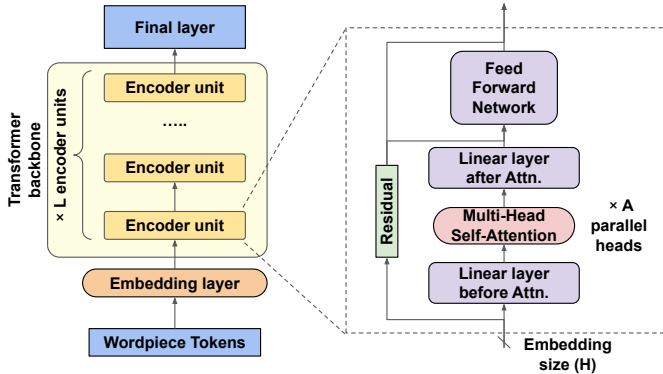 Final layer
Transformer
backbone
× L encoder units
Encoder unit
.....
Encoder unit
Encoder unit
Embedding layer
Wordpiece Tokens
Feed
Forward
Network
Linear layer
after Attn.
Residual
Multi-Head
Self-Attention
× A
parallel
heads
Linear layer
before Attn.
Embedding
size (H)